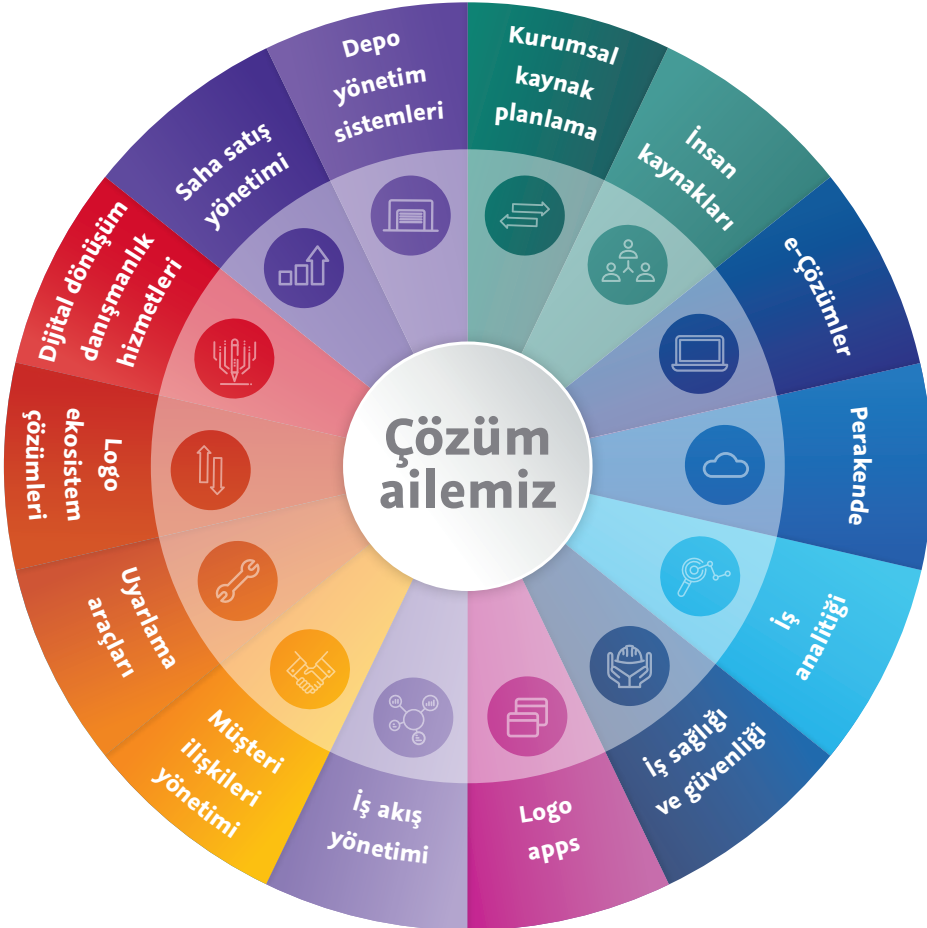 Çözüm
ailemiz
Kurumsal
kaynak
planlama
İnsan
kaynakları
e-Çözümler
Perakende
İş
analitiği
İş sağlığı
ve güvenliği
Logo
apps
İş akış
yönetimi
Müşteri
ilişkileri
yönetimi
Uyarlama
araçları
Logo
ekosistem
çözümleri
Dijital dönüşüm
danışmanlık
hizmetleri
Saha satış
yönetimi
Depo
yönetim
sistemleri